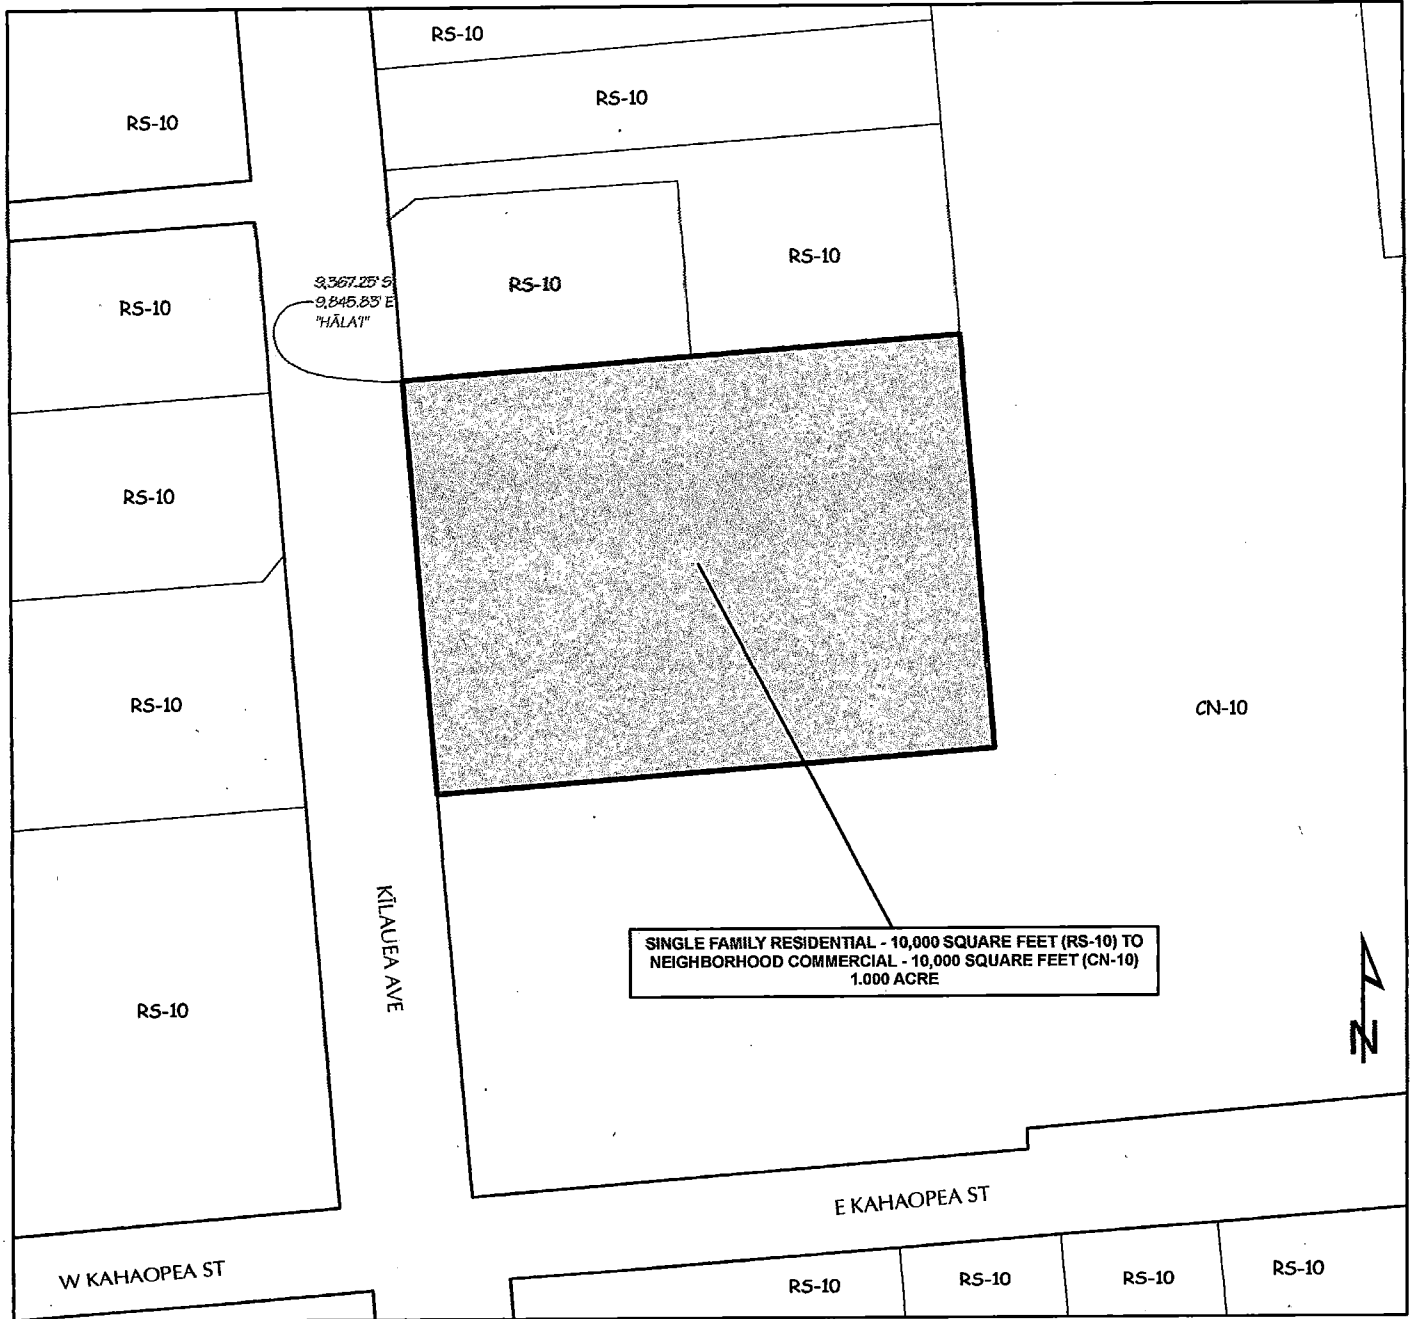 RS-10
RS-10
RS-10
RS-10
RS-10
RS-10
9,367.25' S
9,845.83' E
"HĀLAʻI"
RS-10
RS-10
RS-10
CN-10
KĪLAUEA AVE
SINGLE FAMILY RESIDENTIAL - 10,000 SQUARE FEET (RS-10) TO
NEIGHBORHOOD COMMERCIAL - 10,000 SQUARE FEET (CN-10)
1.000 ACRE
RS-10
N
E KAHAOPEA ST
W KAHAOPEA ST
RS-10
RS-10
RS-10
RS-10